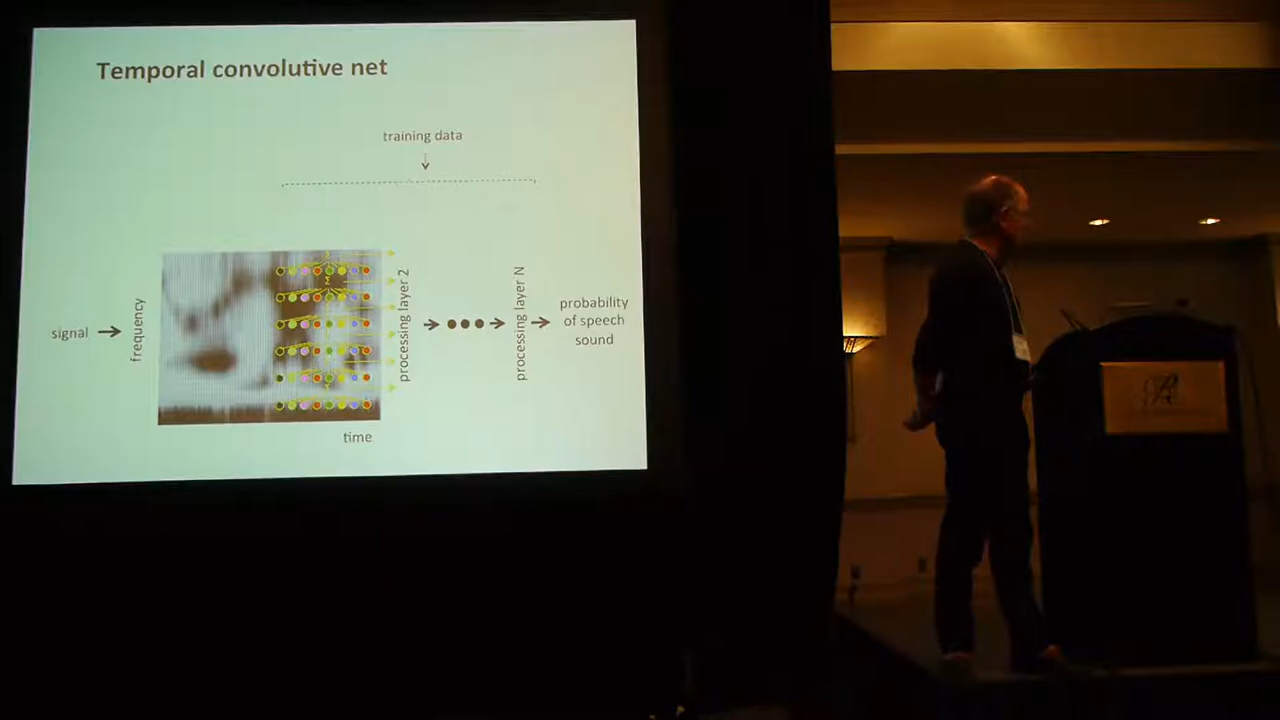 Temporal convolutive net
training data
signal
frequency
processing layer 2
processing layer N
probability
of speech
sound
time